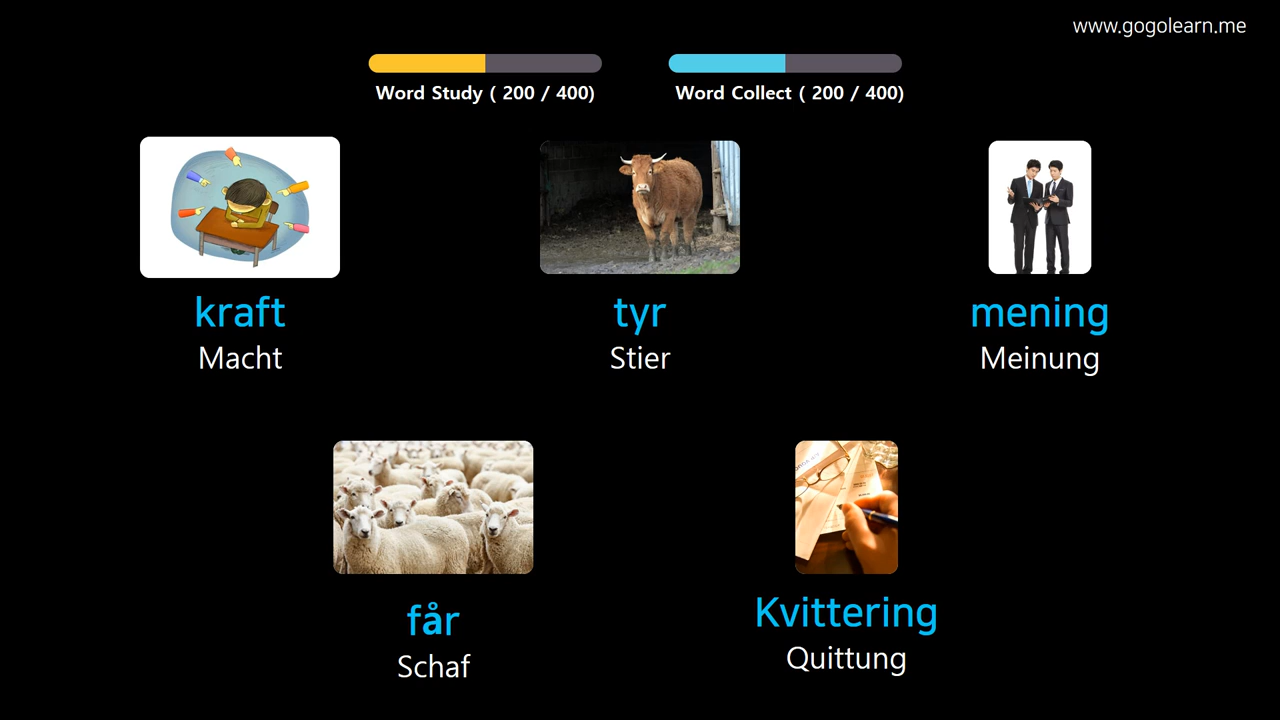 www.gogolearn.me
Word Study ( 200 / 400)
Word Collect ( 200 / 400)
kraft
Macht
tyr
Stier
mening
Meinung
får
Schaf
Kvittering
Quittung